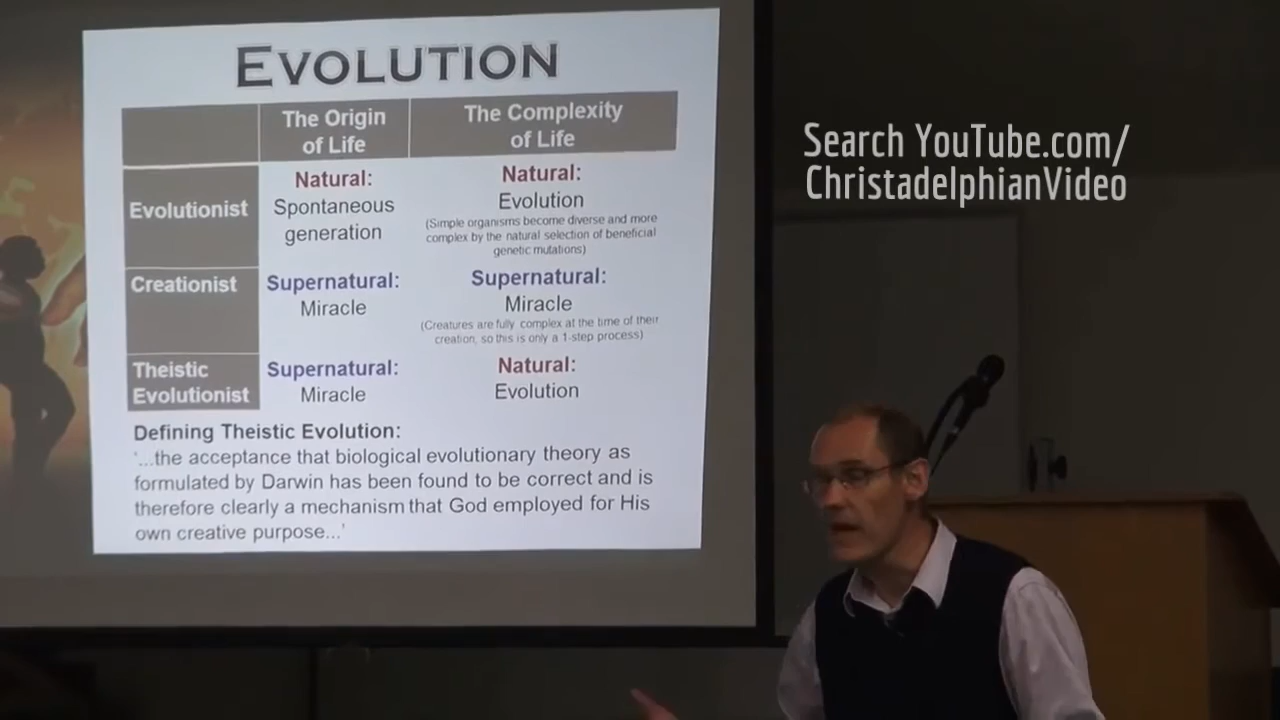 EVOLUTION
The Origin
of Life
The Complexity
of Life
Evolutionist
Natural:
Spontaneous
generation
Natural:
Evolution
(Simple organisms become diverse and more
complex by the natural selection of beneficial
genetic mutations)
Creationist
Supernatural:
Miracle
Supernatural:
Miracle
(Creatures are fully complex at the time of their
creation, so this is only a 1-step process)
Theistic
Evolutionist
Supernatural:
Miracle
Natural:
Evolution
Defining Theistic Evolution:
'...the acceptance that biological evolutionary theory as
formulated by Darwin has been found to be correct and is
therefore clearly a mechanism that God employed for His
own creative purpose...'
Search YouTube.com/
ChristadelphianVideo